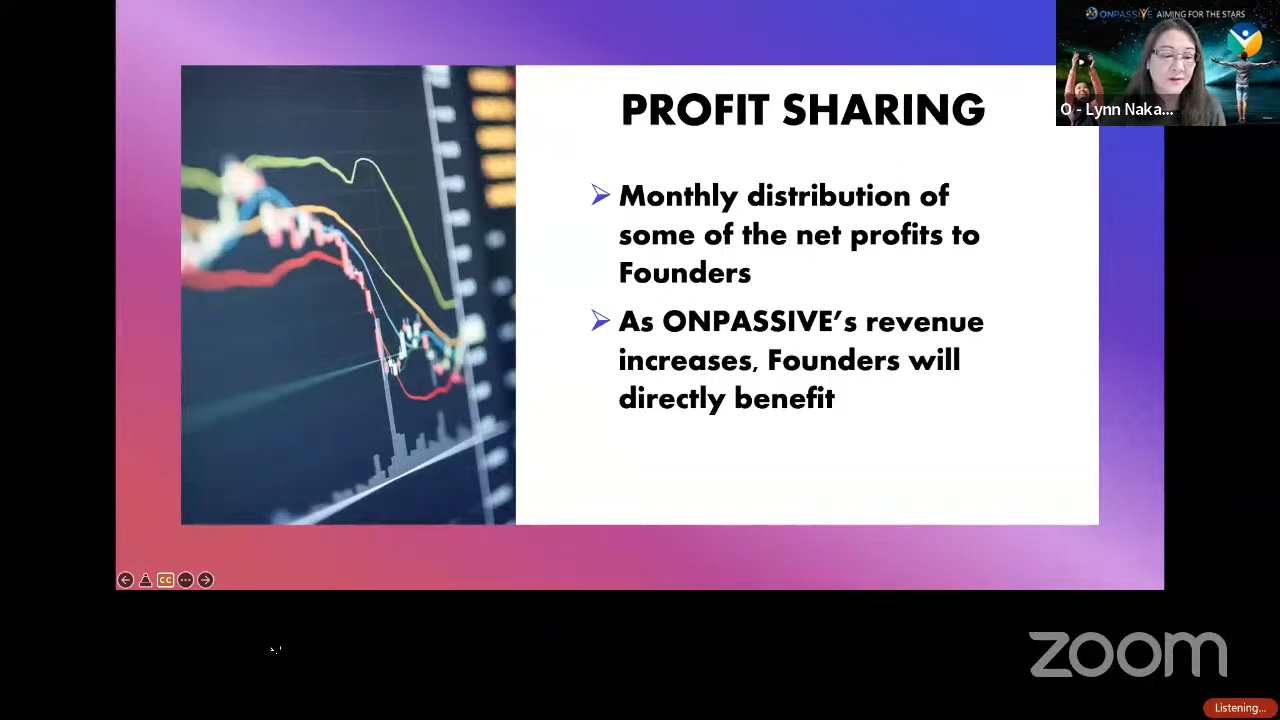 ONPASSIVE AIMING FOR THE STARS
O - Lynn Naka...
PROFIT SHARING
Monthly distribution of
some of the net profits to
Founders
As ONPASSIVE’s revenue
increases, Founders will
directly benefit
CC
zoom
Listening...